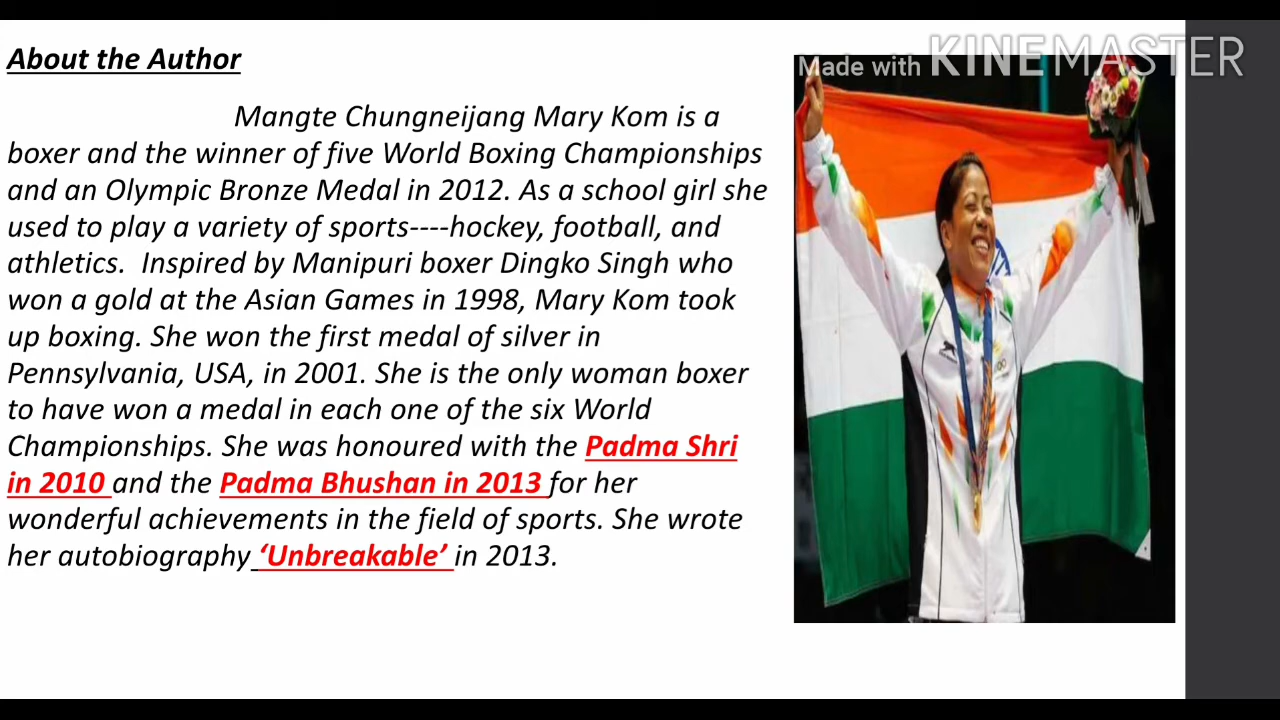 About the Author
Made with KINEMASTER
Mangte Chungneijang Mary Kom is a
boxer and the winner of five World Boxing Championships
and an Olympic Bronze Medal in 2012. As a school girl she
used to play a variety of sports----hockey, football, and
athletics.  Inspired by Manipuri boxer Dingko Singh who
won a gold at the Asian Games in 1998, Mary Kom took
up boxing. She won the first medal of silver in
Pennsylvania, USA, in 2001. She is the only woman boxer
to have won a medal in each one of the six World
Championships. She was honoured with the Padma Shri
in 2010 and the Padma Bhushan in 2013 for her
wonderful achievements in the field of sports. She wrote
her autobiography ‘Unbreakable’ in 2013.